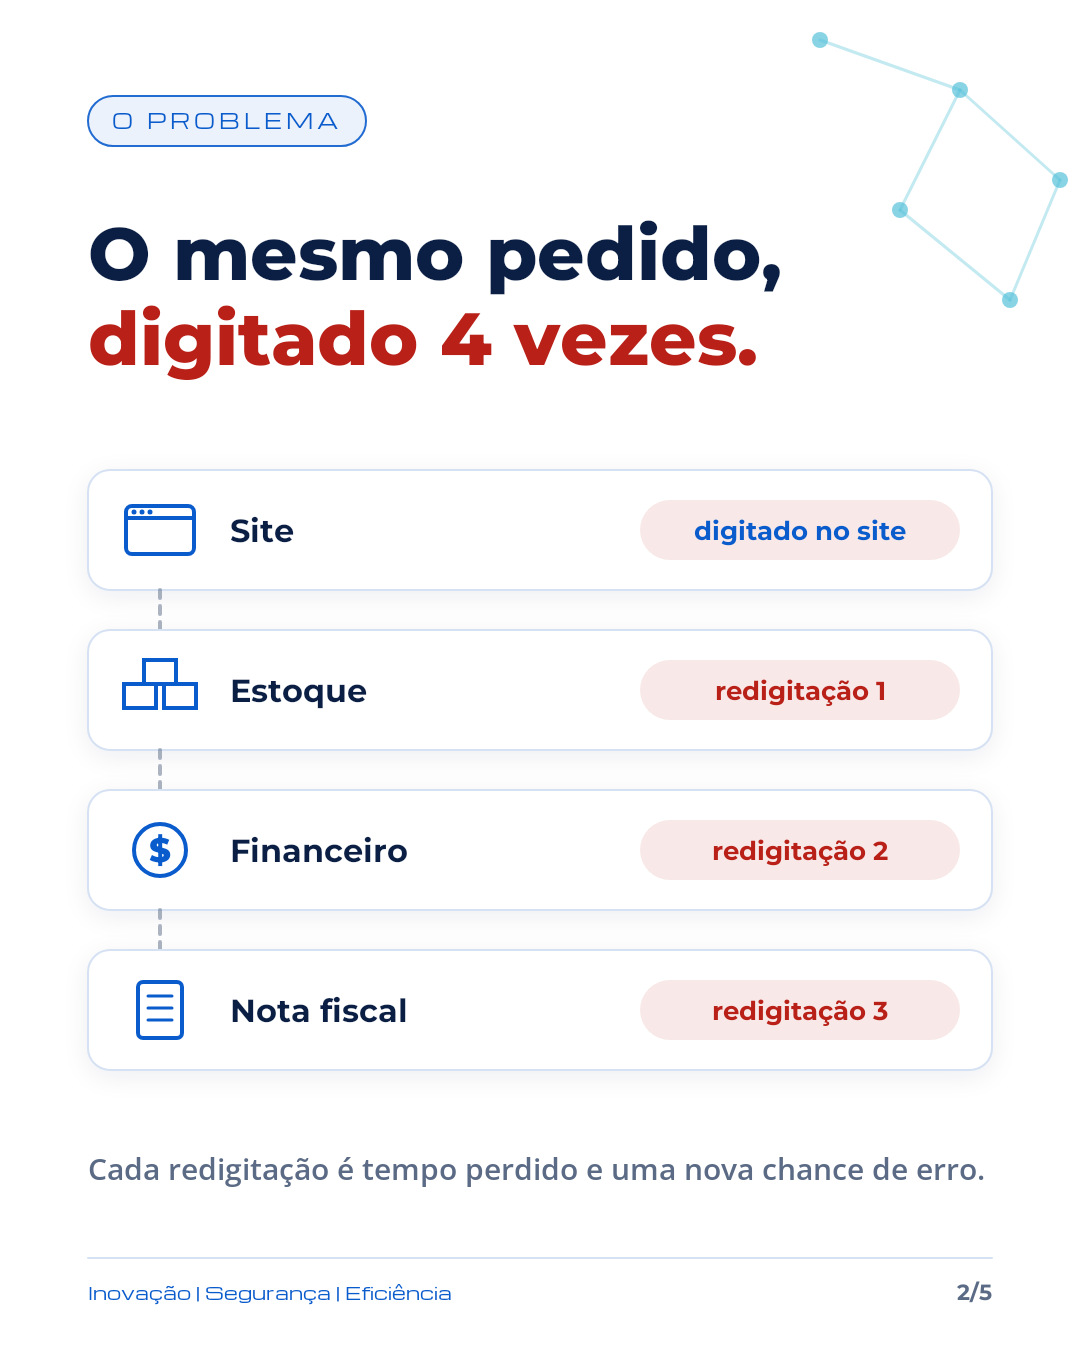 O PROBLEMA
O mesmo pedido,
digitado 4 vezes.
Site
digitado no site
Estoque
redigitação 1
$
Financeiro
redigitação 2
Nota fiscal
redigitação 3
Cada redigitação é tempo perdido e uma nova chance de erro.
Inovação | Segurança | Eficiência
2/5